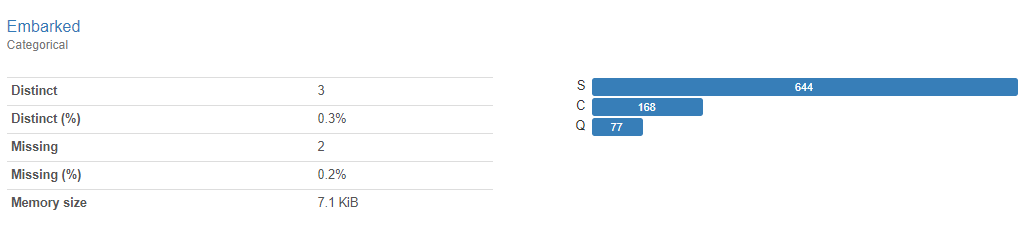 Embarked
Categorical
Distinct 3
Distinct (%) 0.3%
Missing 2
Missing (%) 0.2%
Memory size 7.1 KiB
S 644
C 168
Q 77